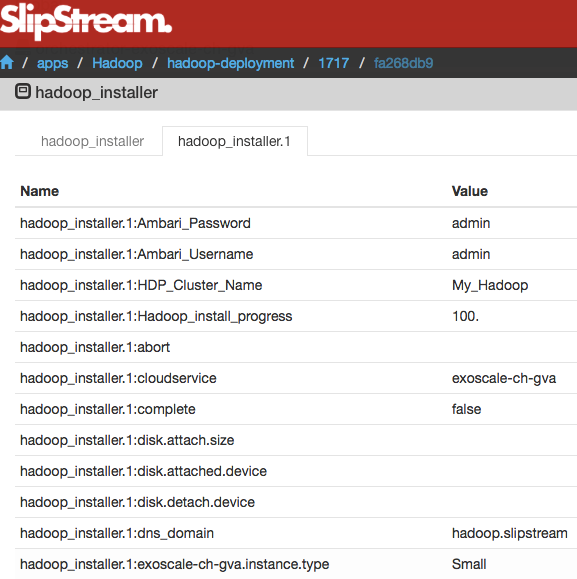 SlipStream.
/ apps / Hadoop / hadoop-deployment / 1717 / fa268db9
hadoop_installer
hadoop_installer hadoop_installer.1
Name Value
hadoop_installer.1:Ambari_Password admin
hadoop_installer.1:Ambari_Username admin
hadoop_installer.1:HDP_Cluster_Name My_Hadoop
hadoop_installer.1:Hadoop_install_progress 100.
hadoop_installer.1:abort
hadoop_installer.1:cloudservice exoscale-ch-gva
hadoop_installer.1:complete false
hadoop_installer.1:disk.attach.size
hadoop_installer.1:disk.attached.device
hadoop_installer.1:disk.detach.device
hadoop_installer.1:dns_domain hadoop.slipstream
hadoop_installer.1:exoscale-ch-gva.instance.type Small